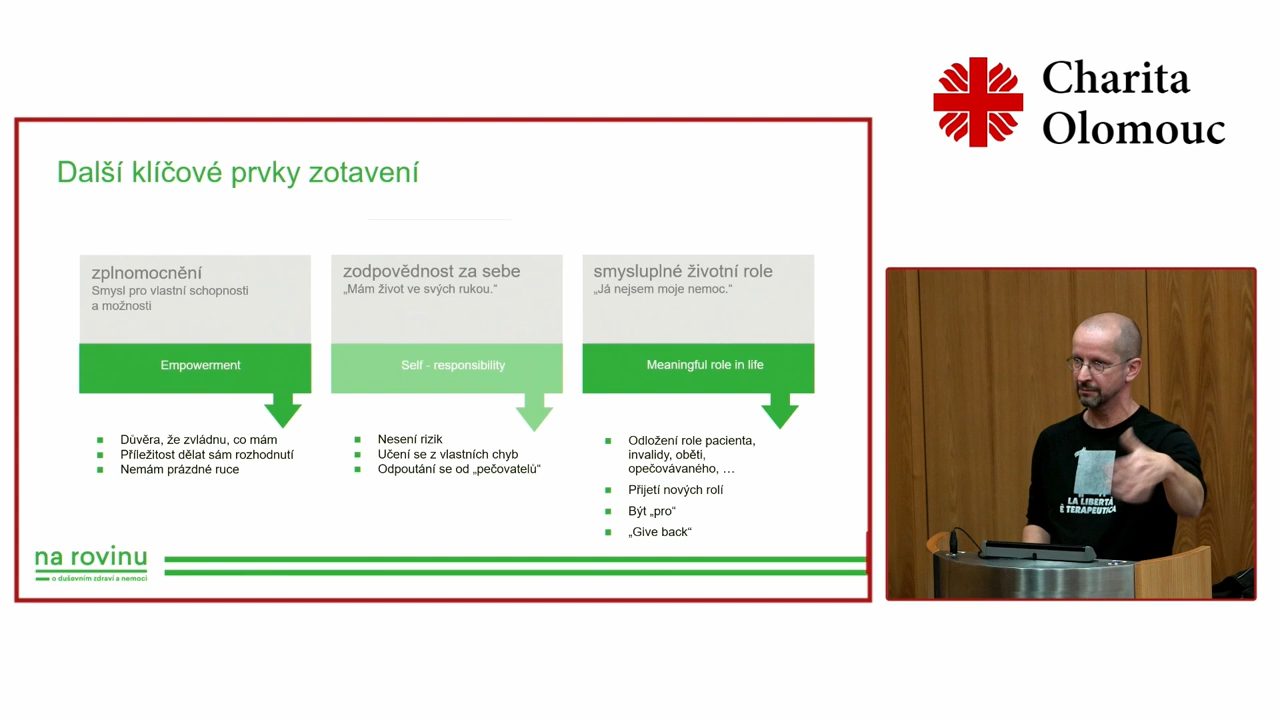 Charita
Olomouc
Další klíčové prvky zotavení
zplnomocnění
Smysl pro vlastní schopnosti
a možnosti
Empowerment
Důvěra, že zvládnu, co mám
Příležitost dělat sám rozhodnutí
Nemám prázdné ruce
zodpovědnost za sebe
„Mám život ve svých rukou.“
Self - responsibility
Nesení rizik
Učení se z vlastních chyb
Odpoutání se od „pečovatelů“
smysluplné životní role
„Já nejsem moje nemoc.“
Meaningful role in life
Odložení role pacienta,
invalidy, oběti,
opečovávaného, …
Přijetí nových rolí
Být „pro“
„Give back“
na rovinu
o duševním zdraví a nemoci
LA LIBERTÀ
È TERAPEUTICA